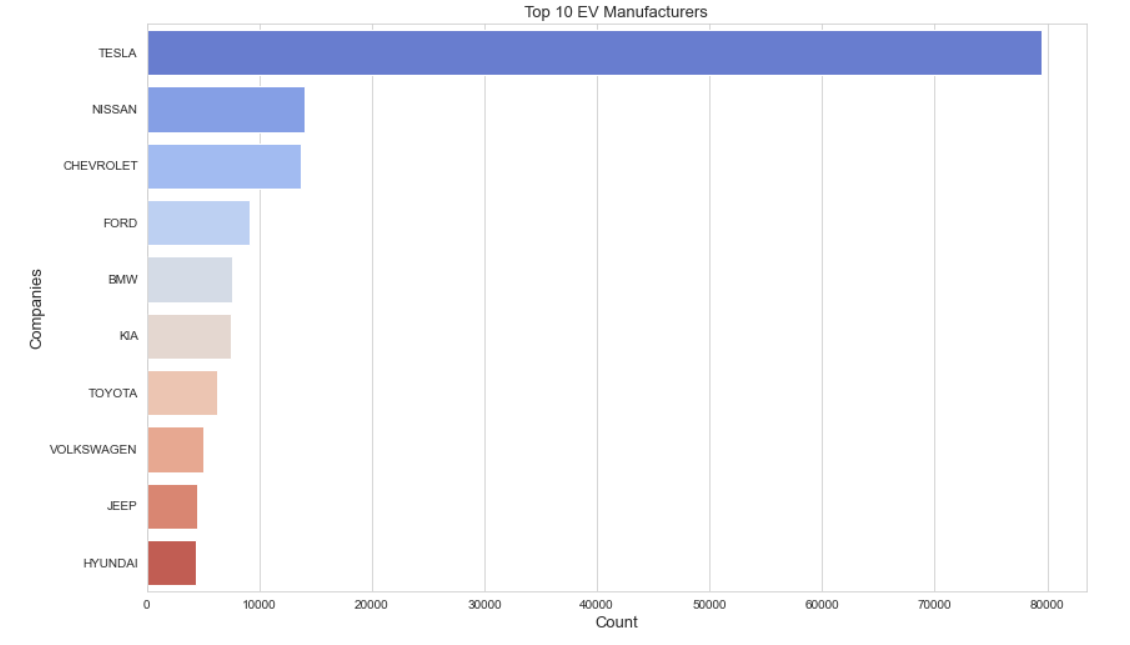 Top 10 EV Manufacturers
Companies
TESLA
NISSAN
CHEVROLET
FORD
BMW
KIA
TOYOTA
VOLKSWAGEN
JEEP
HYUNDAI
0 10000 20000 30000 40000 50000 60000 70000 80000
Count